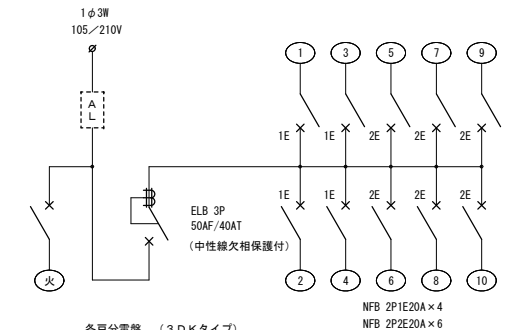 1φ3W
105／210V
A
L
1
3
5
7
9
1E
1E
2E
2E
2E
ELB 3P
50AF/40AT
(中性線欠相保護付)
1E
1E
2E
2E
2E
火
2
4
6
8
10
NFB 2P1E20A×4
NFB 2P2E20A×6
各戸分電盤 (3DKタイプ)